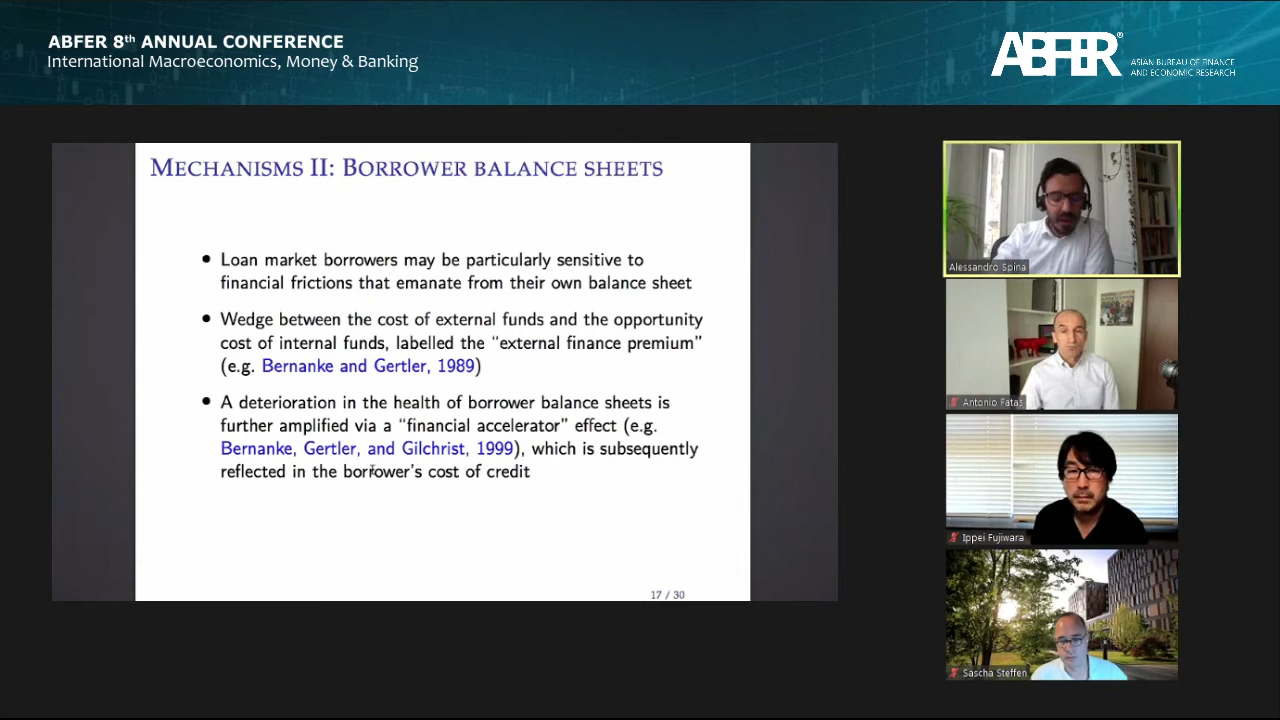 ABFER 8th ANNUAL CONFERENCE
International Macroeconomics, Money & Banking
ABFER®
ASIAN BUREAU OF FINANCE
AND ECONOMIC RESEARCH
MECHANISMS II: BORROWER BALANCE SHEETS
• Loan market borrowers may be particularly sensitive to
financial frictions that emanate from their own balance sheet
• Wedge between the cost of external funds and the opportunity
cost of internal funds, labelled the “external finance premium”
(e.g. Bernanke and Gertler, 1989)
• A deterioration in the health of borrower balance sheets is
further amplified via a “financial accelerator” effect (e.g.
Bernanke, Gertler, and Gilchrist, 1999), which is subsequently
reflected in the borrower’s cost of credit
17 / 30
Alessandro Spina
Antonio Fatas
Ippei Fujiwara
Sascha Steffen